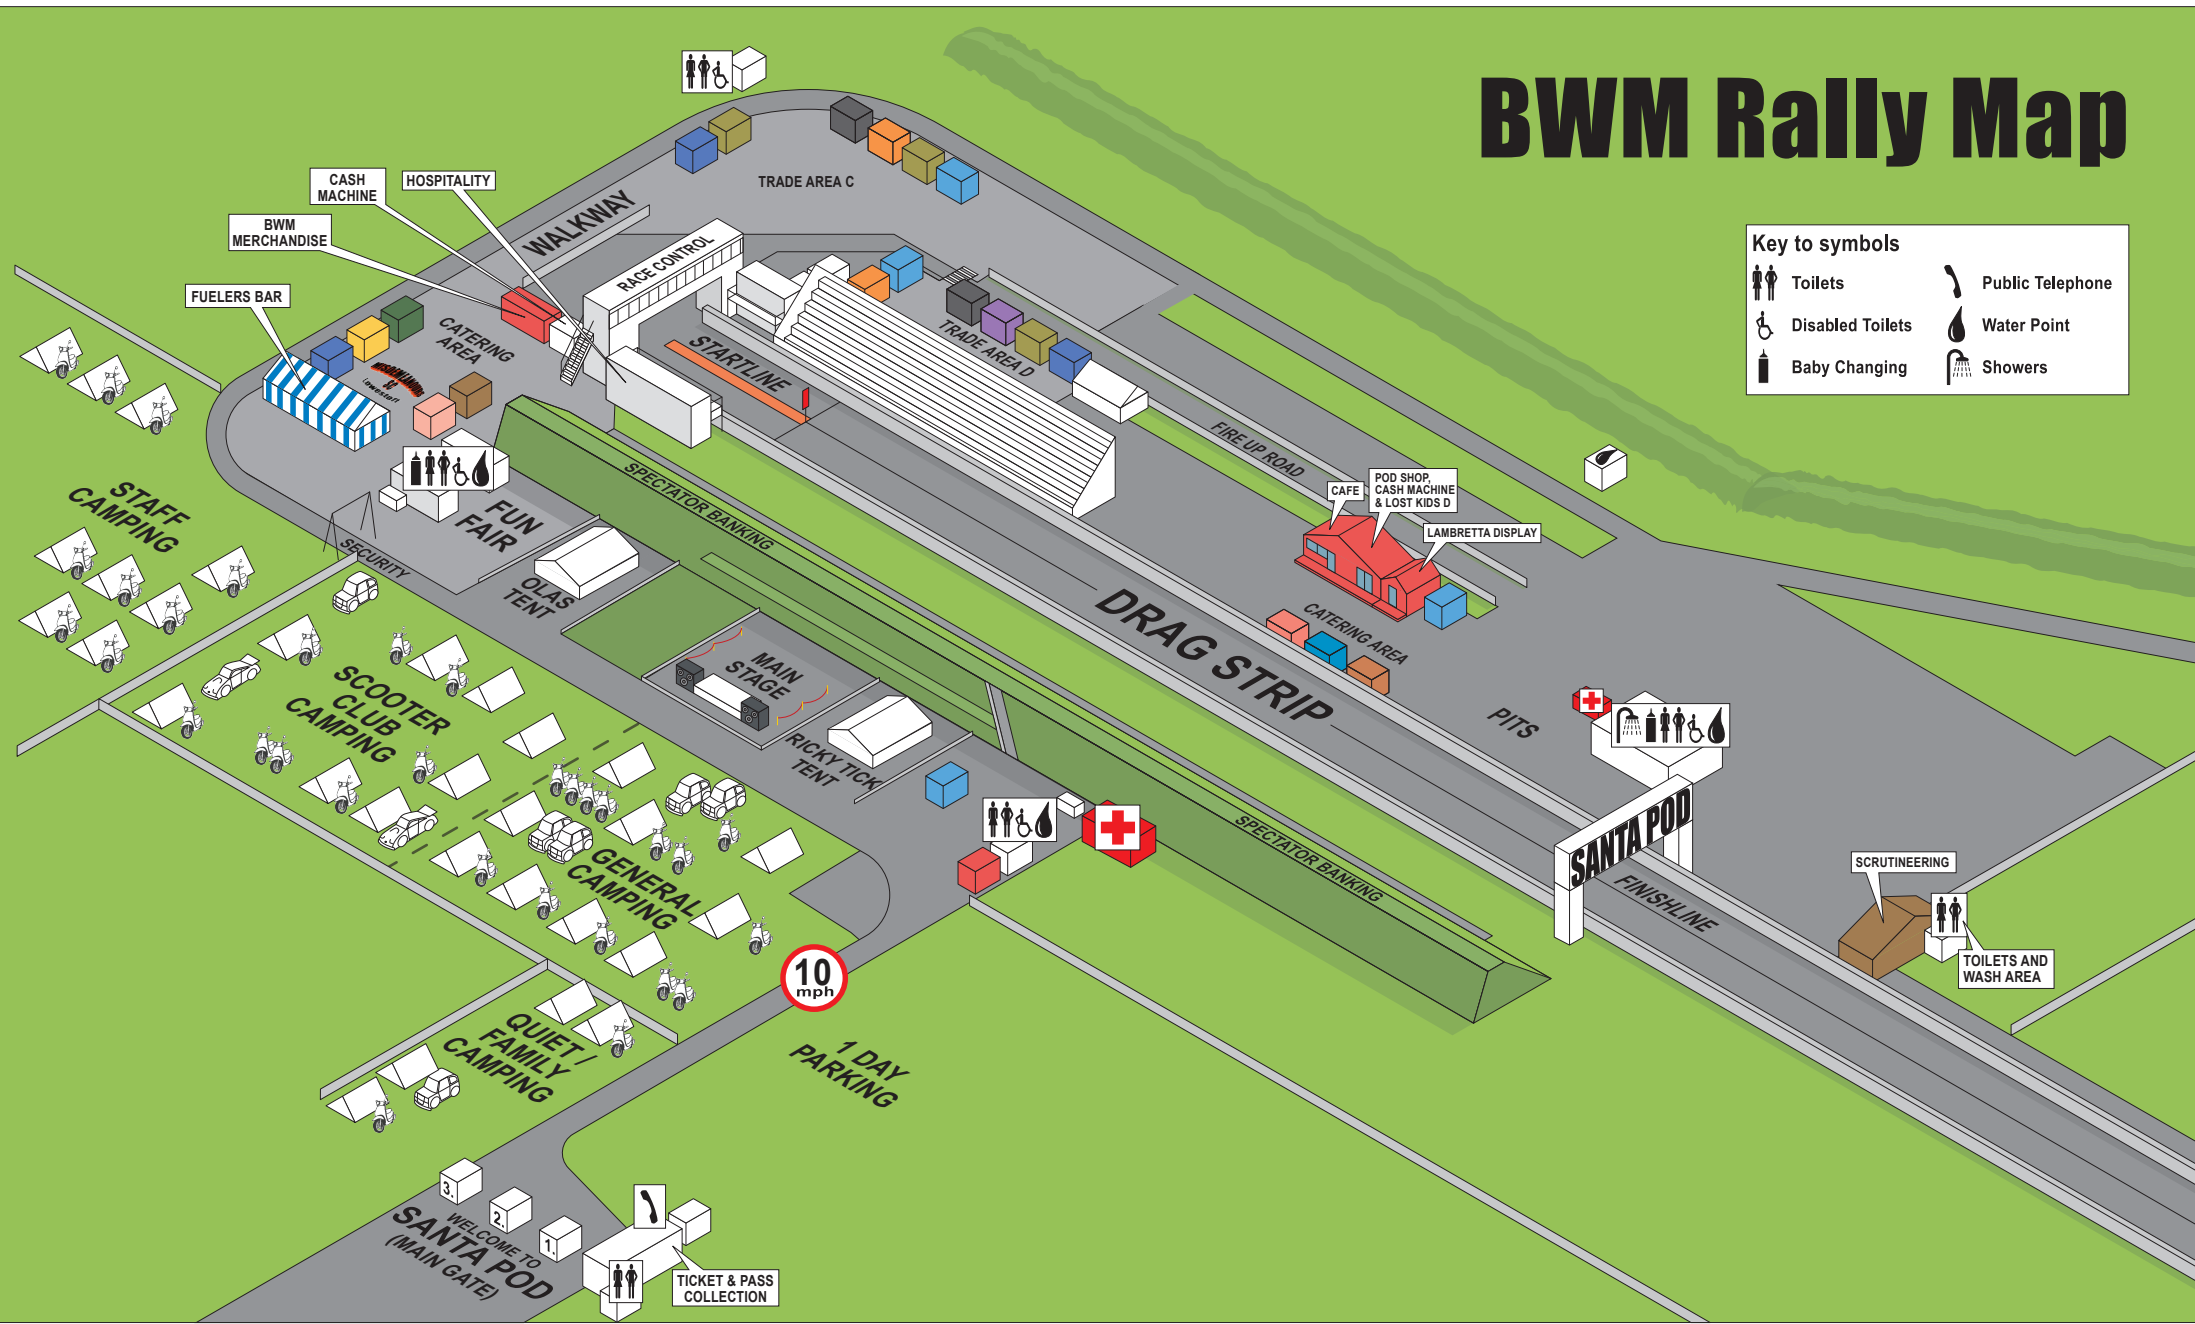 BWM Rally Map
Key to symbols
Toilets
Public Telephone
Disabled Toilets
Water Point
Baby Changing
Showers
TRADE AREA C
CASH
MACHINE
HOSPITALITY
WALKWAY
BWM
MERCHANDISE
RACE CONTROL
FUELERS BAR
CATERING
AREA
STARTLINE
TRADE AREA D
SC
Lowestoft
FIRE UP ROAD
SPECTATOR BANKING
CAFE
POD SHOP,
CASH MACHINE
& LOST KIDS D
LAMBRETTA DISPLAY
STAFF
CAMPING
FUN
FAIR
SECURITY
OLAS
TENT
DRAG STRIP
CATERING AREA
MAIN
STAGE
SCOOTER
CLUB
CAMPING
PITS
RICKY TICK
TENT
SANTA POD
SPECTATOR BANKING
FINISHLINE
SCRUTINEERING
GENERAL
CAMPING
TOILETS AND
WASH AREA
10
mph
QUIET /
FAMILY
CAMPING
1 DAY
PARKING
3.
2.
1.
WELCOME TO
SANTA POD
(MAIN GATE)
TICKET & PASS
COLLECTION